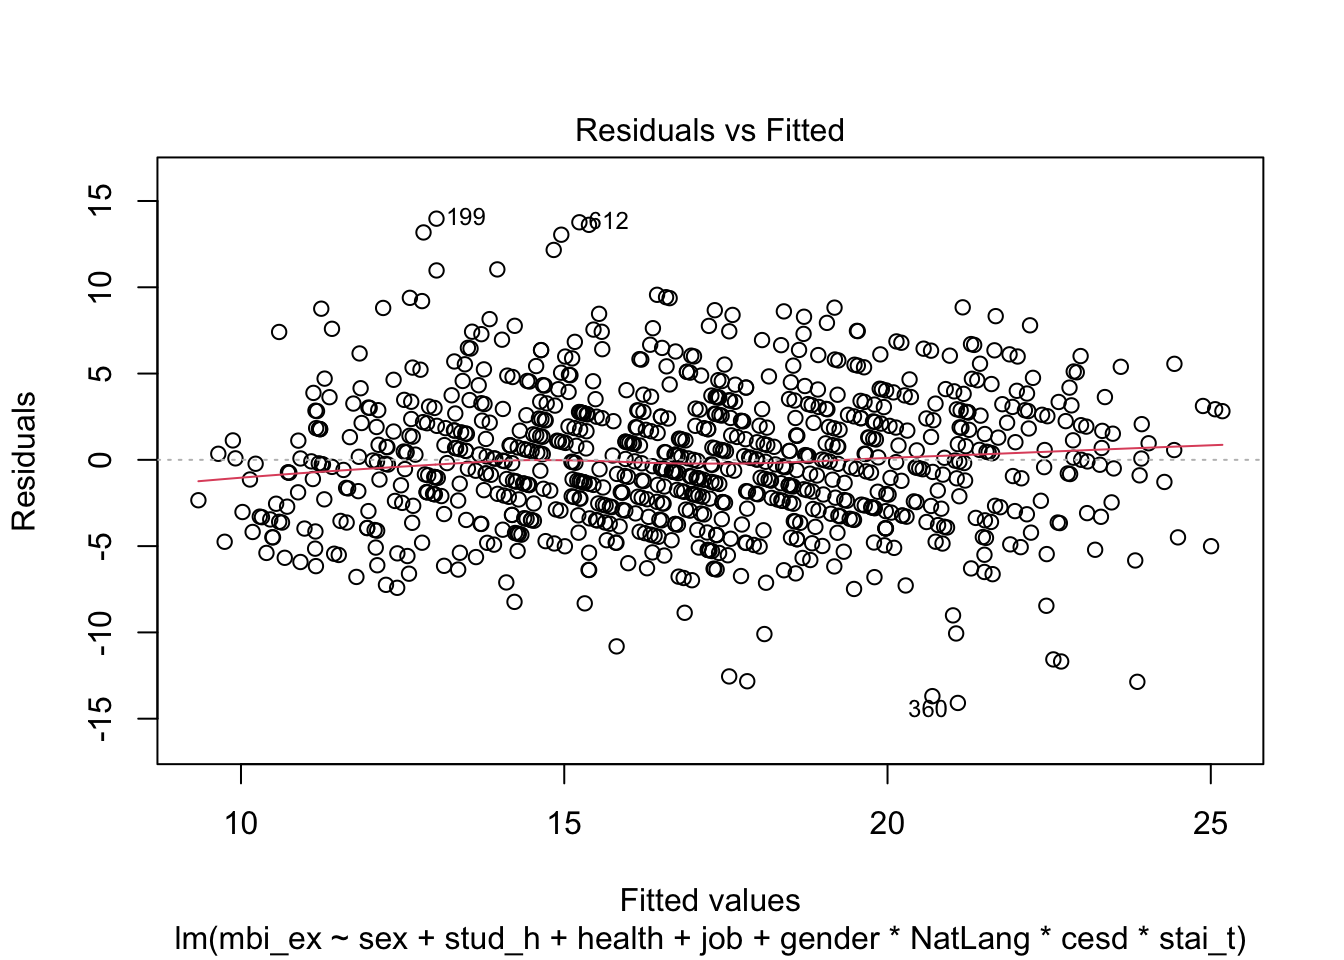 Residuals vs Fitted
Residuals
15
10
5
0
-5
-10
-15
199
612
360
10 15 20 25
Fitted values
lm(mbi_ex ~ sex + stud_h + health + job + gender * NatLang * cesd * stai_t)